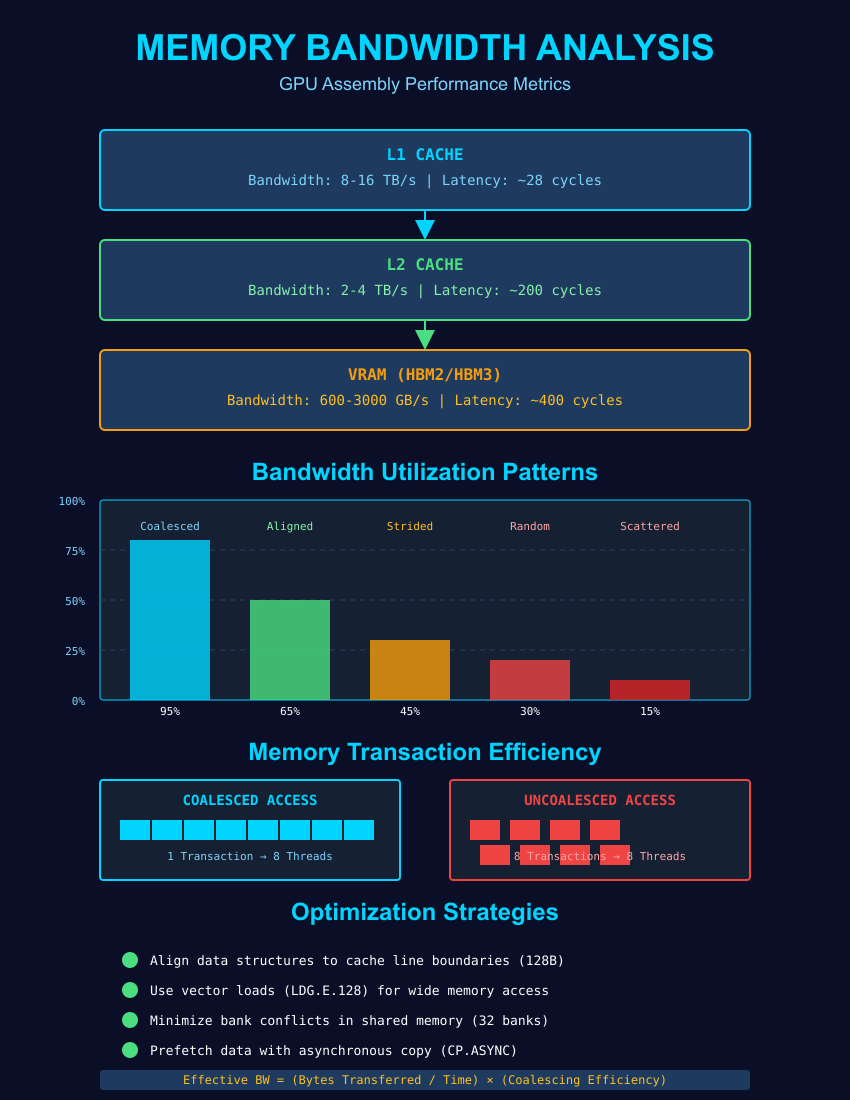 MEMORY BANDWIDTH ANALYSIS
GPU Assembly Performance Metrics
L1 CACHE
Bandwidth: 8-16 TB/s | Latency: ~28 cycles
L2 CACHE
Bandwidth: 2-4 TB/s | Latency: ~200 cycles
VRAM (HBM2/HBM3)
Bandwidth: 600-3000 GB/s | Latency: ~400 cycles
Bandwidth Utilization Patterns
100%
Coalesced Aligned Strided Random Scattered
75%
50%
25%
0%
95% 65% 45% 30% 15%
Memory Transaction Efficiency
COALESCED ACCESS
1 Transaction → 8 Threads
UNCOALESCED ACCESS
8 Transactions → 8 Threads
Optimization Strategies
Align data structures to cache line boundaries (128B)
Use vector loads (LDG.E.128) for wide memory access
Minimize bank conflicts in shared memory (32 banks)
Prefetch data with asynchronous copy (CP.ASYNC)
Effective BW = (Bytes Transferred / Time) × (Coalescing Efficiency)